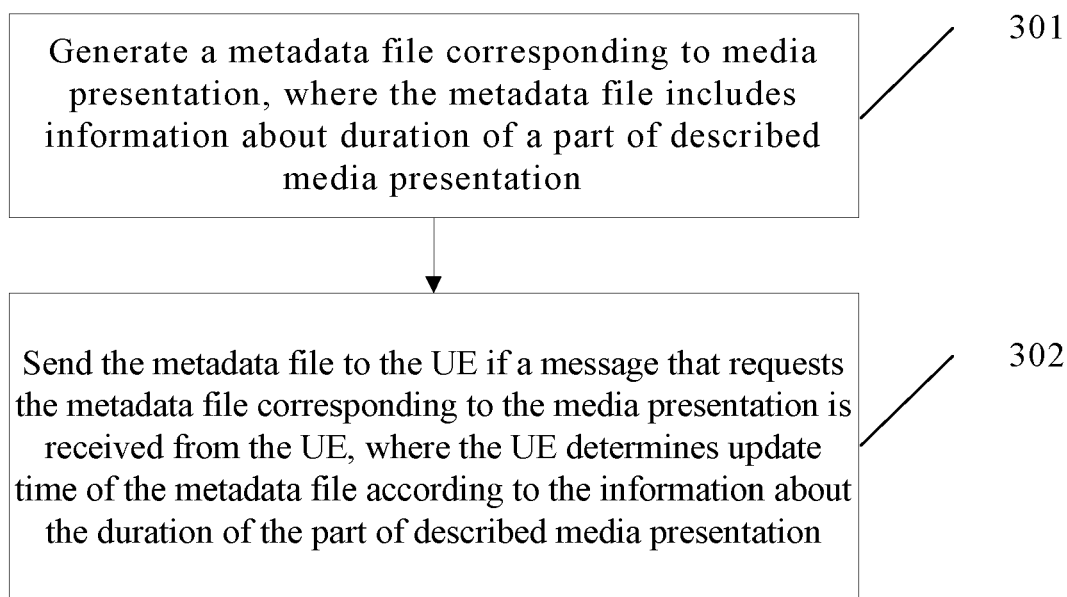 Generate a metadata file corresponding to media
presentation, where the metadata file includes
information about duration of a part of described
media presentation
301
Send the metadata file to the UE if a message that requests
the metadata file corresponding to the media presentation is
received from the UE, where the UE determines update
time of the metadata file according to the information about
the duration of the part of described media presentation
302